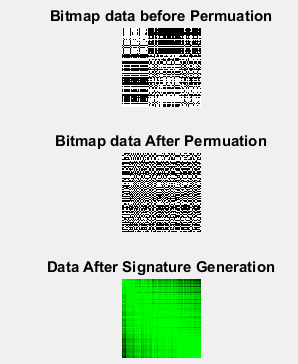 Bitmap data before Permuation
Bitmap data After Permuation
Data After Signature Generation